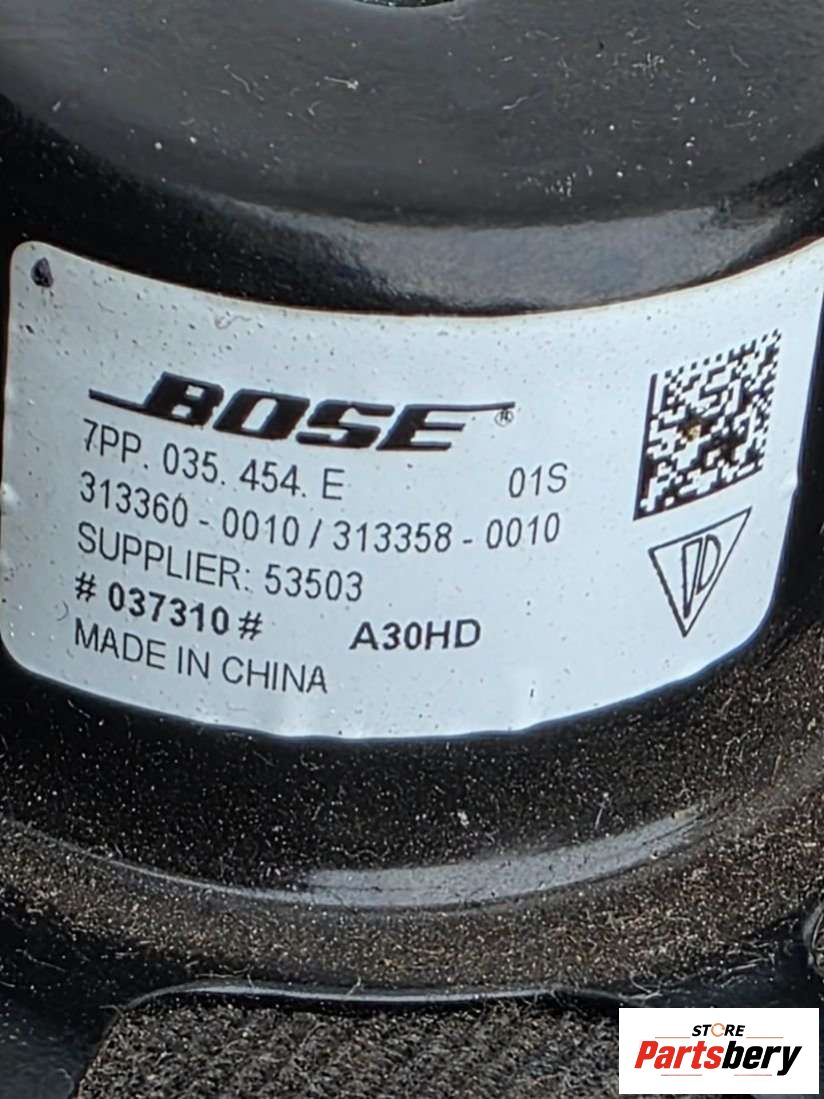 BOSE®
7PP. 035. 454. E 01S
313360 - 0010 / 313358 - 0010
SUPPLIER: 53503
# 037310 # A30HD
MADE IN CHINA
STORE
Partsbery